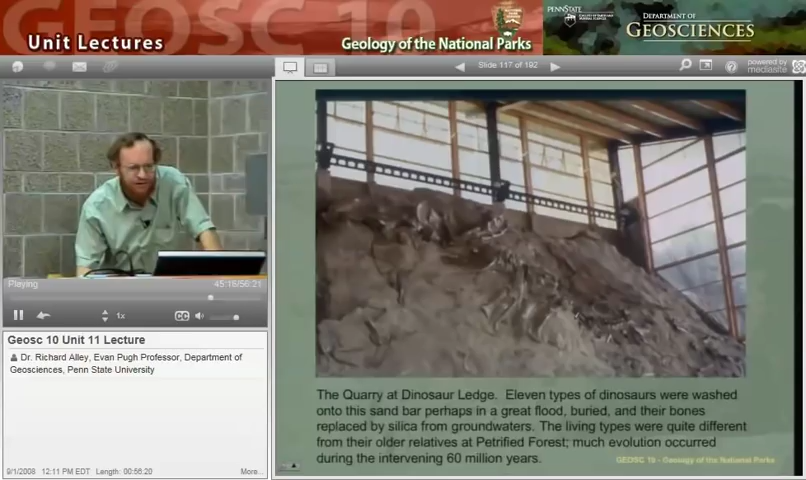 GEOSC 10
Unit Lectures
Geology of the National Parks
PENNSTATE
DEPARTMENT OF
GEOSCIENCES
Slide 117 of 192
powered by
mediasite
Playing
45:16/56:21
1x
CC
Geosc 10 Unit 11 Lecture
Dr. Richard Alley, Evan Pugh Professor, Department of
Geosciences, Penn State University
9/1/2008 12:11 PM EDT Length: 00:56:20
More...
The Quarry at Dinosaur Ledge. Eleven types of dinosaurs were washed
onto this sand bar perhaps in a great flood, buried, and their bones
replaced by silica from groundwaters. The living types were quite different
from their older relatives at Petrified Forest; much evolution occurred
during the intervening 60 million years.
GEOSC 10 - Geology of the National Parks